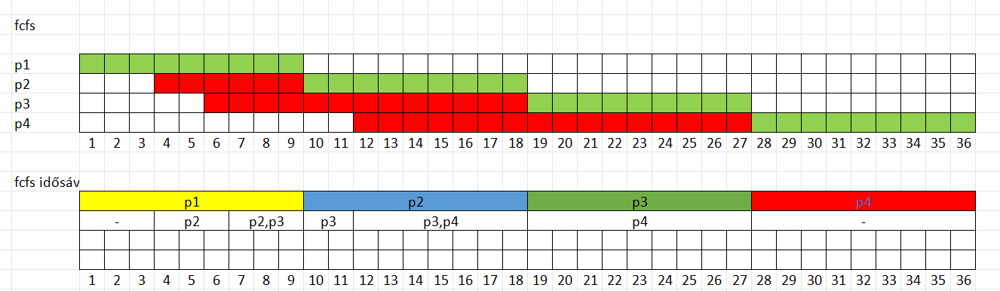 fcfs
p1
p2
p3
p4
1 2 3 4 5 6 7 8 9 10 11 12 13 14 15 16 17 18 19 20 21 22 23 24 25 26 27 28 29 30 31 32 33 34 35 36
fcfs idősáv
p1 p2 p3 p4
- p2 p2,p3 p3 p3,p4 p4 -
1 2 3 4 5 6 7 8 9 10 11 12 13 14 15 16 17 18 19 20 21 22 23 24 25 26 27 28 29 30 31 32 33 34 35 36